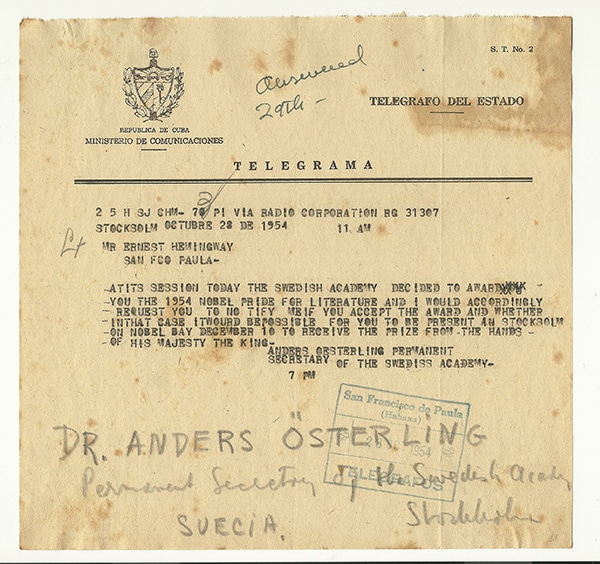 S. T. No. 2
Answered
29th -
TELEGRAFO DEL ESTADO
REPUBLICA DE CUBA
MINISTERIO DE COMUNICACIONES
TELEGRAMA
2 5 H SJ CHM- 70 PI VIA RADIO CORPORATION RG 31307
STOCKSOLM OCTUBRE 28 DE 1954 11 AM
MR ERNEST HEMINGWAY
SAN FCO PAULA-
-ATITS SESSION TODAY THE SWEDISH ACADEMY DECIDED TO AWARD
-YOU THE 1954 NOBEL PRIDE FOR LITERATURE AND I WOULD ACCORDINGLY
- REQUEST YOU TO NO TIFY MEIF YOU ACCEPT THE AWARD AND WHETHER
-INTHAT CASE ITWOURD BEPOSSIBLE FOR YOU TO BE PRESENT AN STOCKSOLM
-ON NOBEL DAY DECEMBER 10 TO RECEIVE THE PRIZE FROM -THE HANDS -
-OF HIS MAJESTY THE KING-
ANDERS OESTERLING PERMANENT
SECRETARY OF THE SWEDISS ACADEMY-
7 PM
San Francisco de Paula
(Habana)
1954
TELEGRAFOS
DR. ANDERS ÖSTERLING
Permanent Secretary of the Swedish Academy
Stockholm
SUECIA.